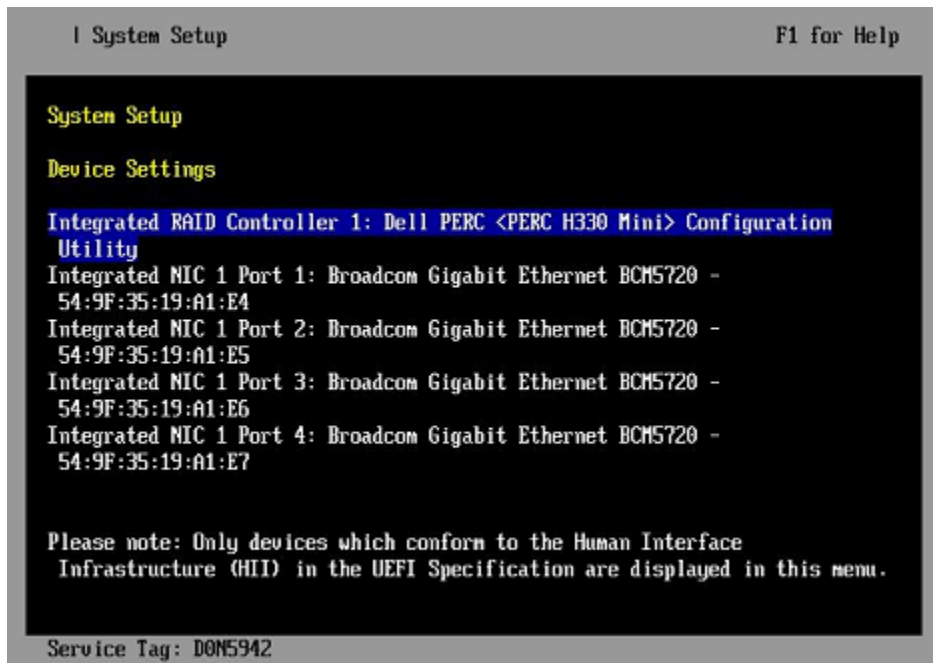 | System Setup F1 for Help
System Setup
Device Settings
Integrated RAID Controller 1: Dell PERC <PERC H330 Mini> Configuration
Utility
Integrated NIC 1 Port 1: Broadcom Gigabit Ethernet BCM5720 -
54:9F:35:19:A1:E4
Integrated NIC 1 Port 2: Broadcom Gigabit Ethernet BCM5720 -
54:9F:35:19:A1:E5
Integrated NIC 1 Port 3: Broadcom Gigabit Ethernet BCM5720 -
54:9F:35:19:A1:E6
Integrated NIC 1 Port 4: Broadcom Gigabit Ethernet BCM5720 -
54:9F:35:19:A1:E7
Please note: Only devices which conform to the Human Interface
Infrastructure (HII) in the UEFI Specification are displayed in this menu.
Service Tag: D0N5942